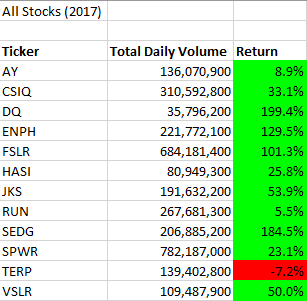 All Stocks (2017)
Ticker Total Daily Volume Return
AY 136,070,900 8.9%
CSIQ 310,592,800 33.1%
DQ 35,796,200 199.4%
ENPH 221,772,100 129.5%
FSLR 684,181,400 101.3%
HASI 80,949,300 25.8%
JKS 191,632,200 53.9%
RUN 267,681,300 5.5%
SEDG 206,885,200 184.5%
SPWR 782,187,000 23.1%
TERP 139,402,800 -7.2%
VSLR 109,487,900 50.0%